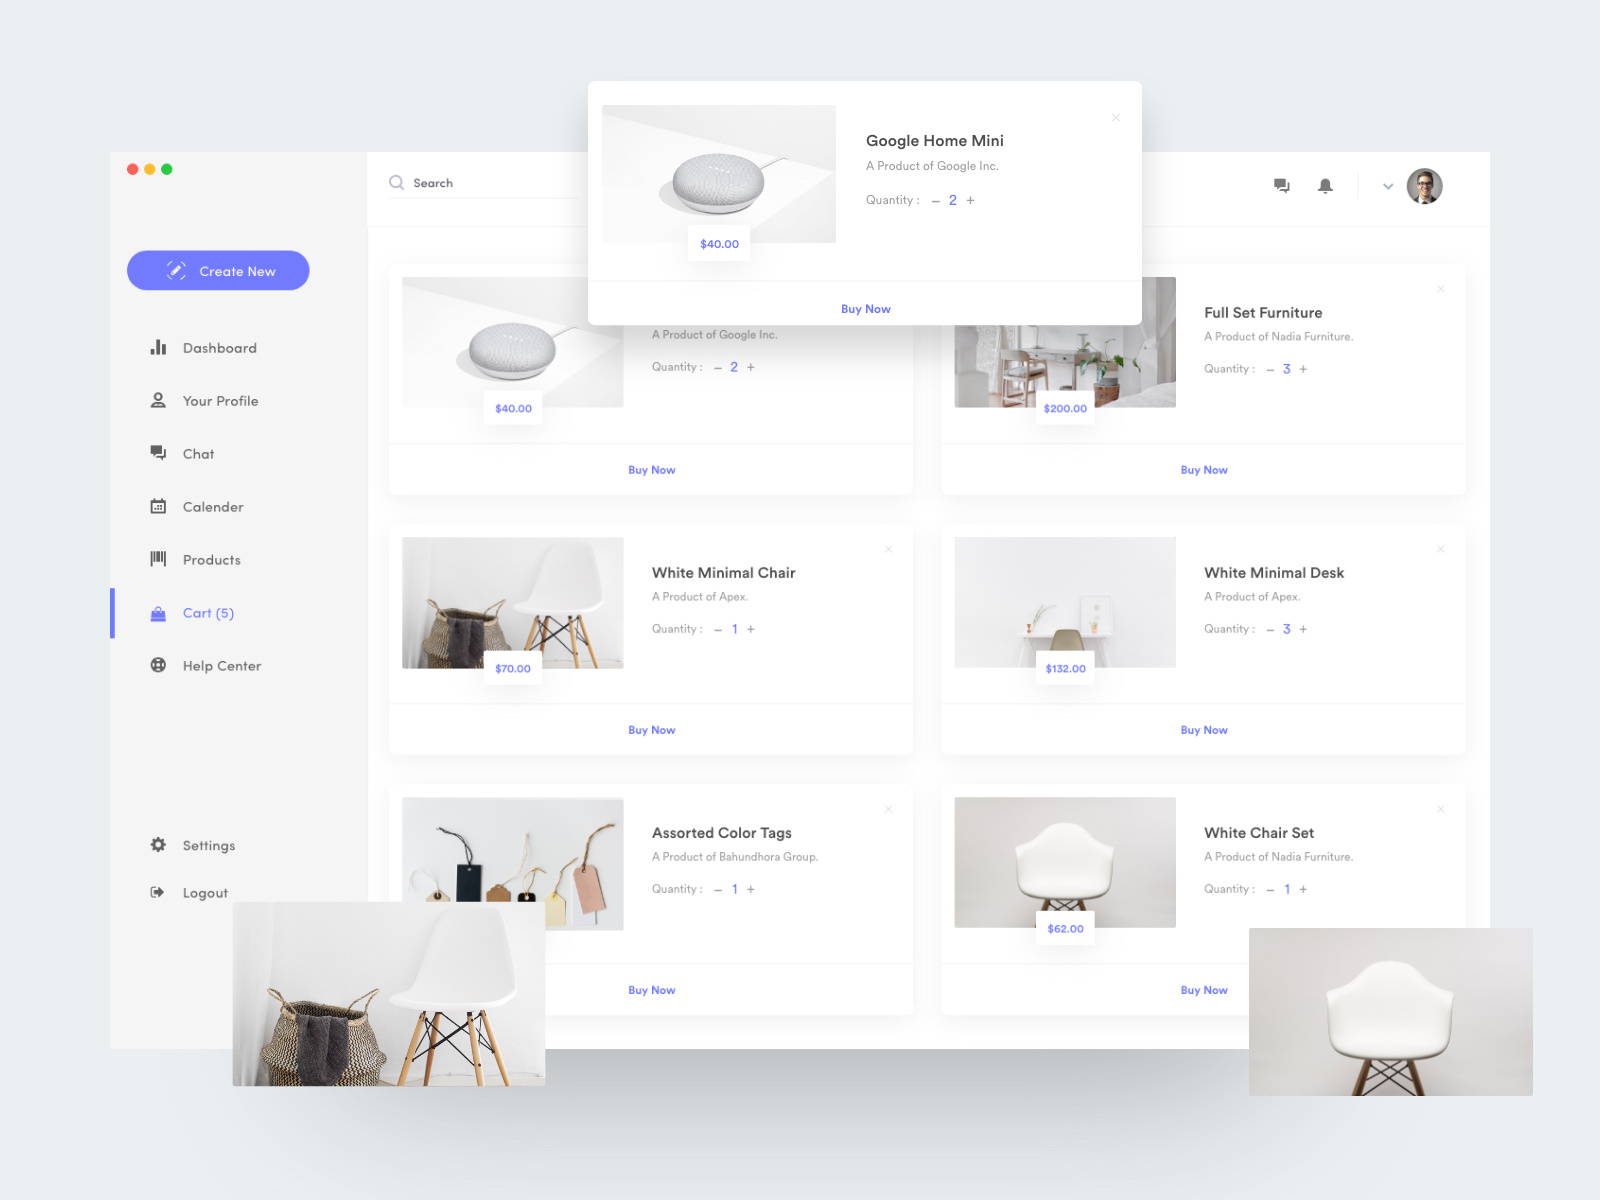 Google Home Mini
A Product of Google Inc.
Quantity : – 2 +
$40.00
Buy Now
Search
Create New
Dashboard
Your Profile
Chat
Calender
Products
Cart (5)
Help Center
Settings
Logout
A Product of Google Inc.
Quantity : – 2 +
$40.00
Buy Now
Full Set Furniture
A Product of Nadia Furniture.
Quantity : – 3 +
$200.00
Buy Now
White Minimal Chair
A Product of Apex.
Quantity : – 1 +
$70.00
Buy Now
White Minimal Desk
A Product of Apex.
Quantity : – 3 +
$132.00
Buy Now
Assorted Color Tags
A Product of Bahundhora Group.
Quantity : – 1 +
Buy Now
White Chair Set
A Product of Nadia Furniture.
Quantity : – 1 +
$62.00
Buy Now